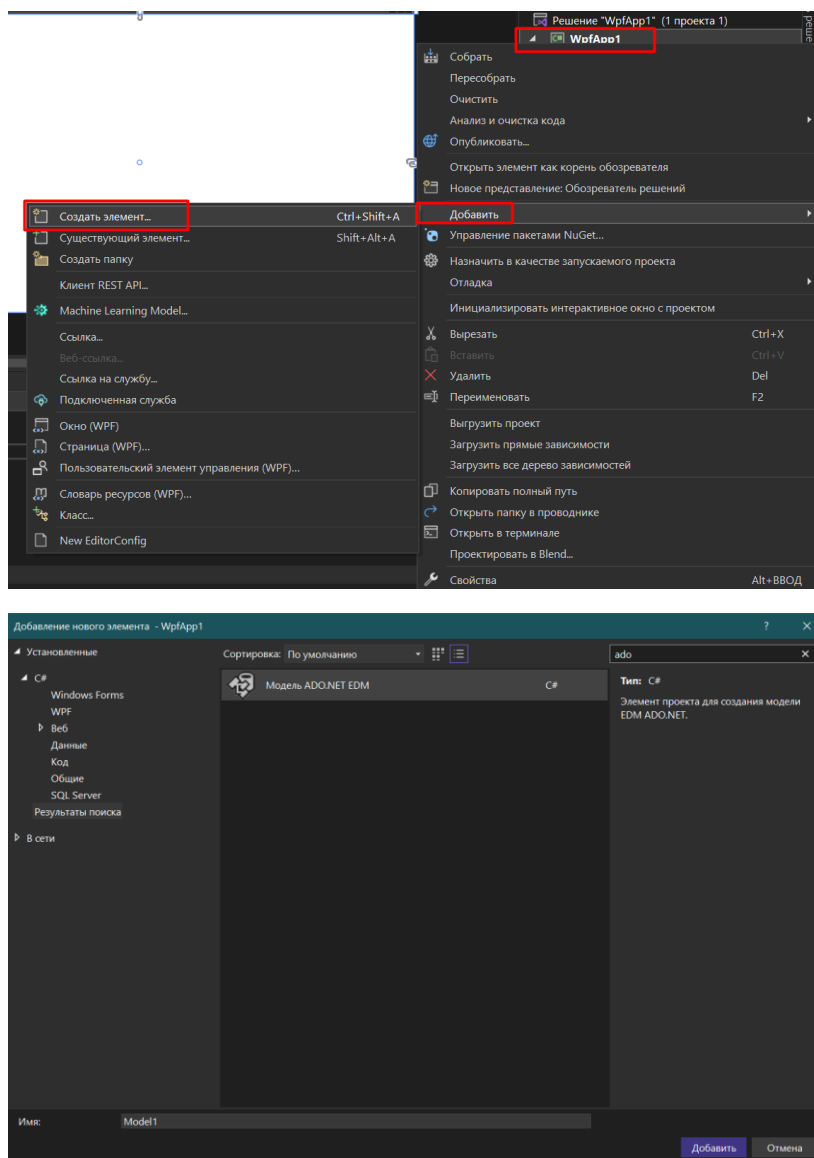 Решение "WpfApp1" (1 проекта 1)
WpfApp1
Собрать
Пересобрать
Очистить
Анализ и очистка кода
Опубликовать...
Открыть элемент как корень обозревателя
Новое представление: Обозреватель решений
Добавить
Управление пакетами NuGet...
Назначить в качестве запускаемого проекта
Отладка
Инициализировать интерактивное окно с проектом
Вырезать Ctrl+X
Вставить Ctrl+V
Удалить Del
Переименовать F2
Выгрузить проект
Загрузить прямые зависимости
Загрузить все дерево зависимостей
Копировать полный путь
Открыть папку в проводнике
Открыть в терминале
Проектировать в Blend...
Свойства Alt+ВВОД
Создать элемент... Ctrl+Shift+A
Существующий элемент... Shift+Alt+A
Создать папку
Клиент REST API...
Machine Learning Model...
Ссылка...
Веб-ссылка...
Ссылка на службу...
Подключенная служба
Окно (WPF)
Страница (WPF)...
Пользовательский элемент управления (WPF)...
Словарь ресурсов (WPF)...
Класс...
New EditorConfig
Добавление нового элемента - WpfApp1
Установленные
C#
Windows Forms
WPF
Веб
Данные
Код
Общие
SQL Server
Результаты поиска
В сети
Сортировка: По умолчанию
Модель ADO.NET EDM C#
ado
Тип: C#
Элемент проекта для создания модели
EDM ADO.NET.
Имя: Model1
Добавить Отмена